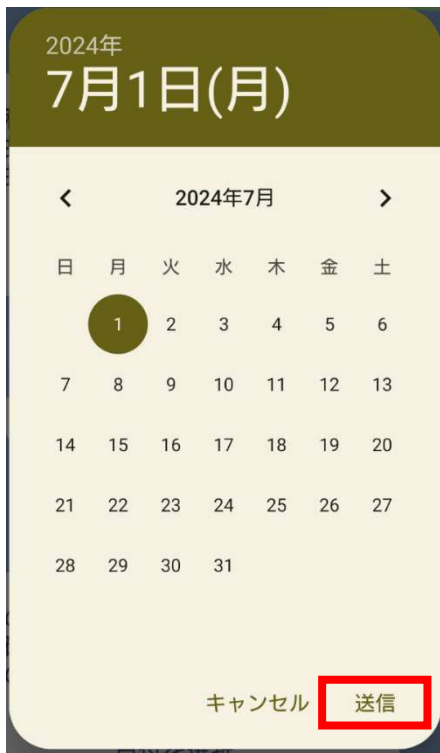 2024年
7月1日(月)
2024年7月
日 月 火 水 木 金 土
1 2 3 4 5 6
7 8 9 10 11 12 13
14 15 16 17 18 19 20
21 22 23 24 25 26 27
28 29 30 31
キャンセル 送信